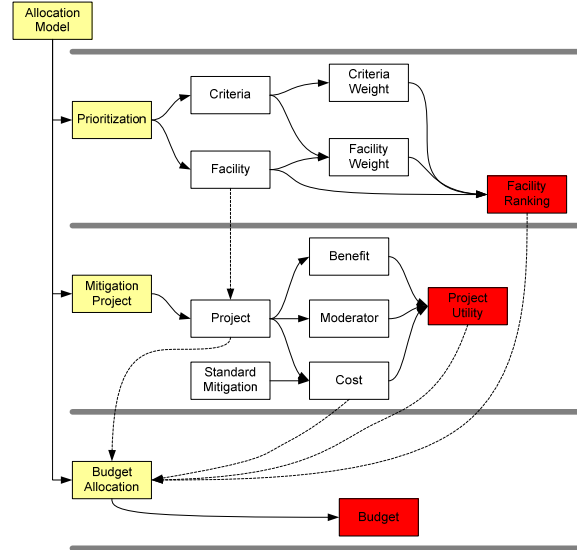 Allocation
Model
Criteria
Weight
Criteria
Prioritization
Facility
Weight
Facility
Facility
Ranking
Benefit
Mitigation
Project
Project
Utility
Project
Moderator
Standard
Mitigation
Cost
Budget
Allocation
Budget